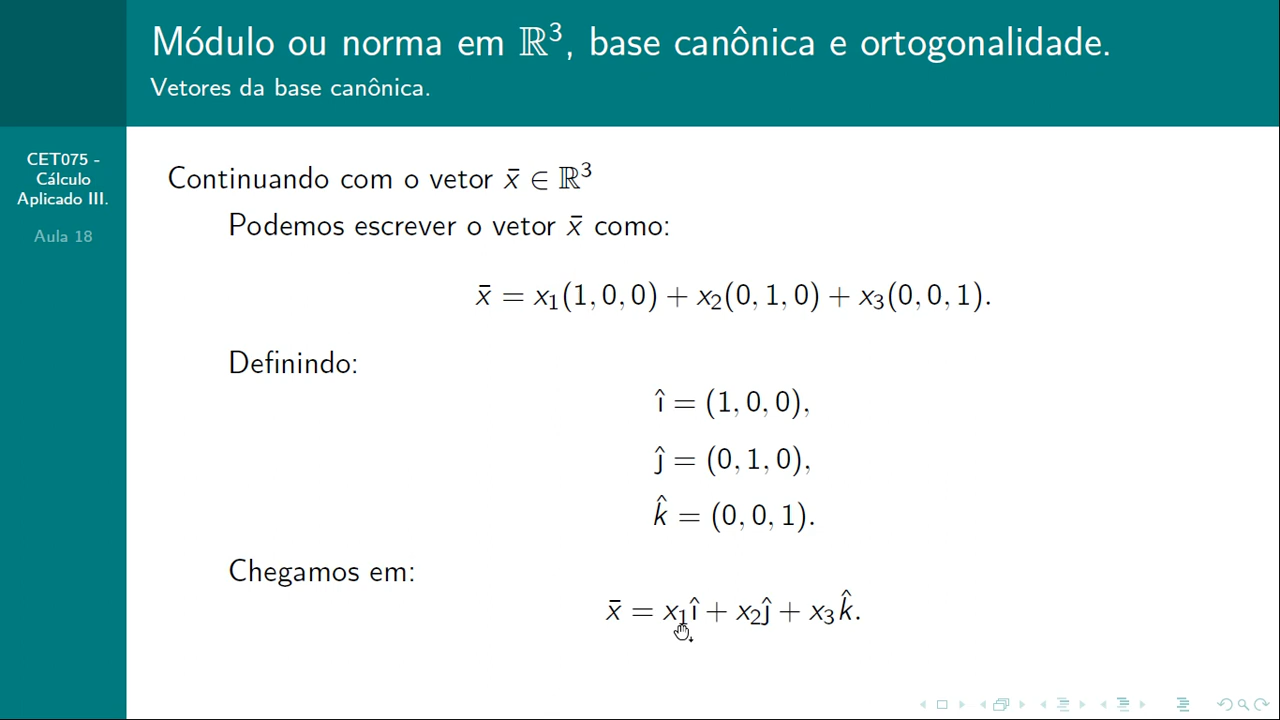 Módulo ou norma em ℝ³, base canônica e ortogonalidade.
Vetores da base canônica.
CET075 -
Cálculo
Aplicado III.
Aula 18
Continuando com o vetor x̄ ∈ ℝ³
Podemos escrever o vetor x̄ como:
x̄ = x₁(1, 0, 0) + x₂(0, 1, 0) + x₃(0, 0, 1).
Definindo:
ı̂ = (1, 0, 0),
ȷ̂ = (0, 1, 0),
k̂ = (0, 0, 1).
Chegamos em:
x̄ = x₁ı̂ + x₂ȷ̂ + x₃k̂.